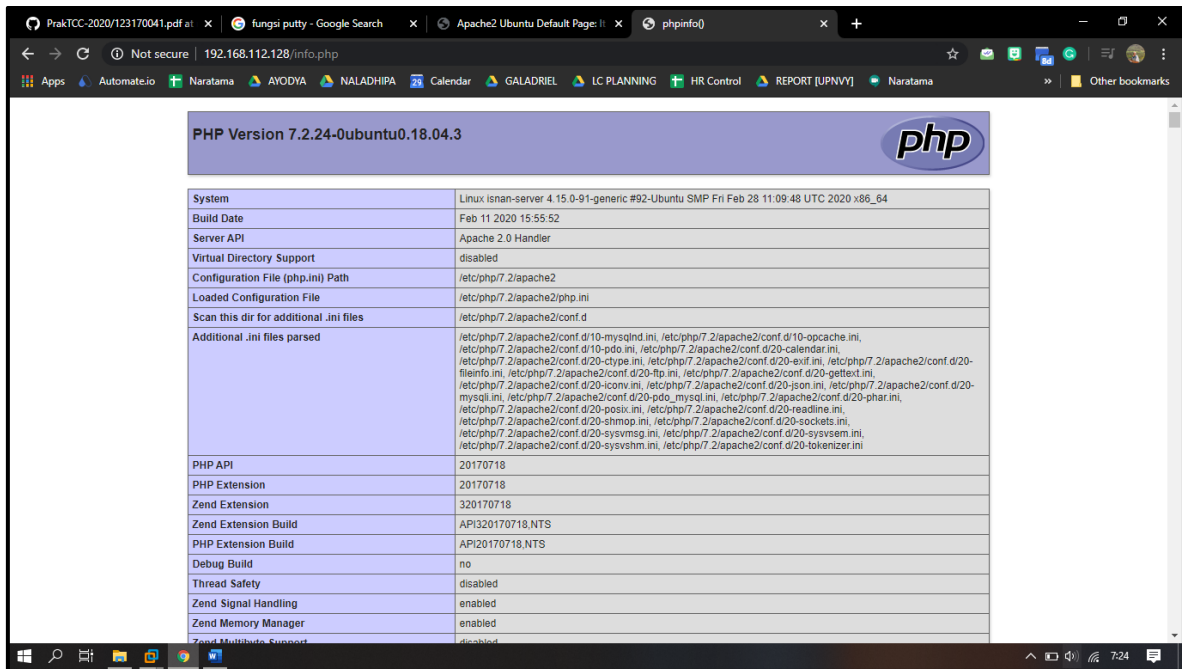 PrakTCC-2020/123170041.pdf at
fungsi putty - Google Search
Apache2 Ubuntu Default Page: It
phpinfo()
Not secure | 192.168.112.128/info.php
8d
Apps
Automate.io
Naratama
AYODYA
NALADHIPA
29 Calendar
GALADRIEL
LC PLANNING
HR Control
REPORT [UPNVY]
Naratama
»
Other bookmarks
PHP Version 7.2.24-0ubuntu0.18.04.3
php
System Linux isnan-server 4.15.0-91-generic #92-Ubuntu SMP Fri Feb 28 11:09:48 UTC 2020 x86_64
Build Date Feb 11 2020 15:55:52
Server API Apache 2.0 Handler
Virtual Directory Support disabled
Configuration File (php.ini) Path /etc/php/7.2/apache2
Loaded Configuration File /etc/php/7.2/apache2/php.ini
Scan this dir for additional .ini files /etc/php/7.2/apache2/conf.d
Additional .ini files parsed /etc/php/7.2/apache2/conf.d/10-mysqlnd.ini, /etc/php/7.2/apache2/conf.d/10-opcache.ini,
/etc/php/7.2/apache2/conf.d/10-pdo.ini, /etc/php/7.2/apache2/conf.d/20-calendar.ini,
/etc/php/7.2/apache2/conf.d/20-ctype.ini, /etc/php/7.2/apache2/conf.d/20-exif.ini, /etc/php/7.2/apache2/conf.d/20-
fileinfo.ini, /etc/php/7.2/apache2/conf.d/20-ftp.ini, /etc/php/7.2/apache2/conf.d/20-gettext.ini,
/etc/php/7.2/apache2/conf.d/20-iconv.ini, /etc/php/7.2/apache2/conf.d/20-json.ini, /etc/php/7.2/apache2/conf.d/20-
mysqli.ini, /etc/php/7.2/apache2/conf.d/20-pdo_mysql.ini, /etc/php/7.2/apache2/conf.d/20-phar.ini,
/etc/php/7.2/apache2/conf.d/20-posix.ini, /etc/php/7.2/apache2/conf.d/20-readline.ini,
/etc/php/7.2/apache2/conf.d/20-shmop.ini, /etc/php/7.2/apache2/conf.d/20-sockets.ini,
/etc/php/7.2/apache2/conf.d/20-sysvmsg.ini, /etc/php/7.2/apache2/conf.d/20-sysvsem.ini,
/etc/php/7.2/apache2/conf.d/20-sysvshm.ini, /etc/php/7.2/apache2/conf.d/20-tokenizer.ini
PHP API 20170718
PHP Extension 20170718
Zend Extension 320170718
Zend Extension Build API320170718,NTS
PHP Extension Build API20170718,NTS
Debug Build no
Thread Safety disabled
Zend Signal Handling enabled
Zend Memory Manager enabled
Zend Multibyte Support disabled
7:24